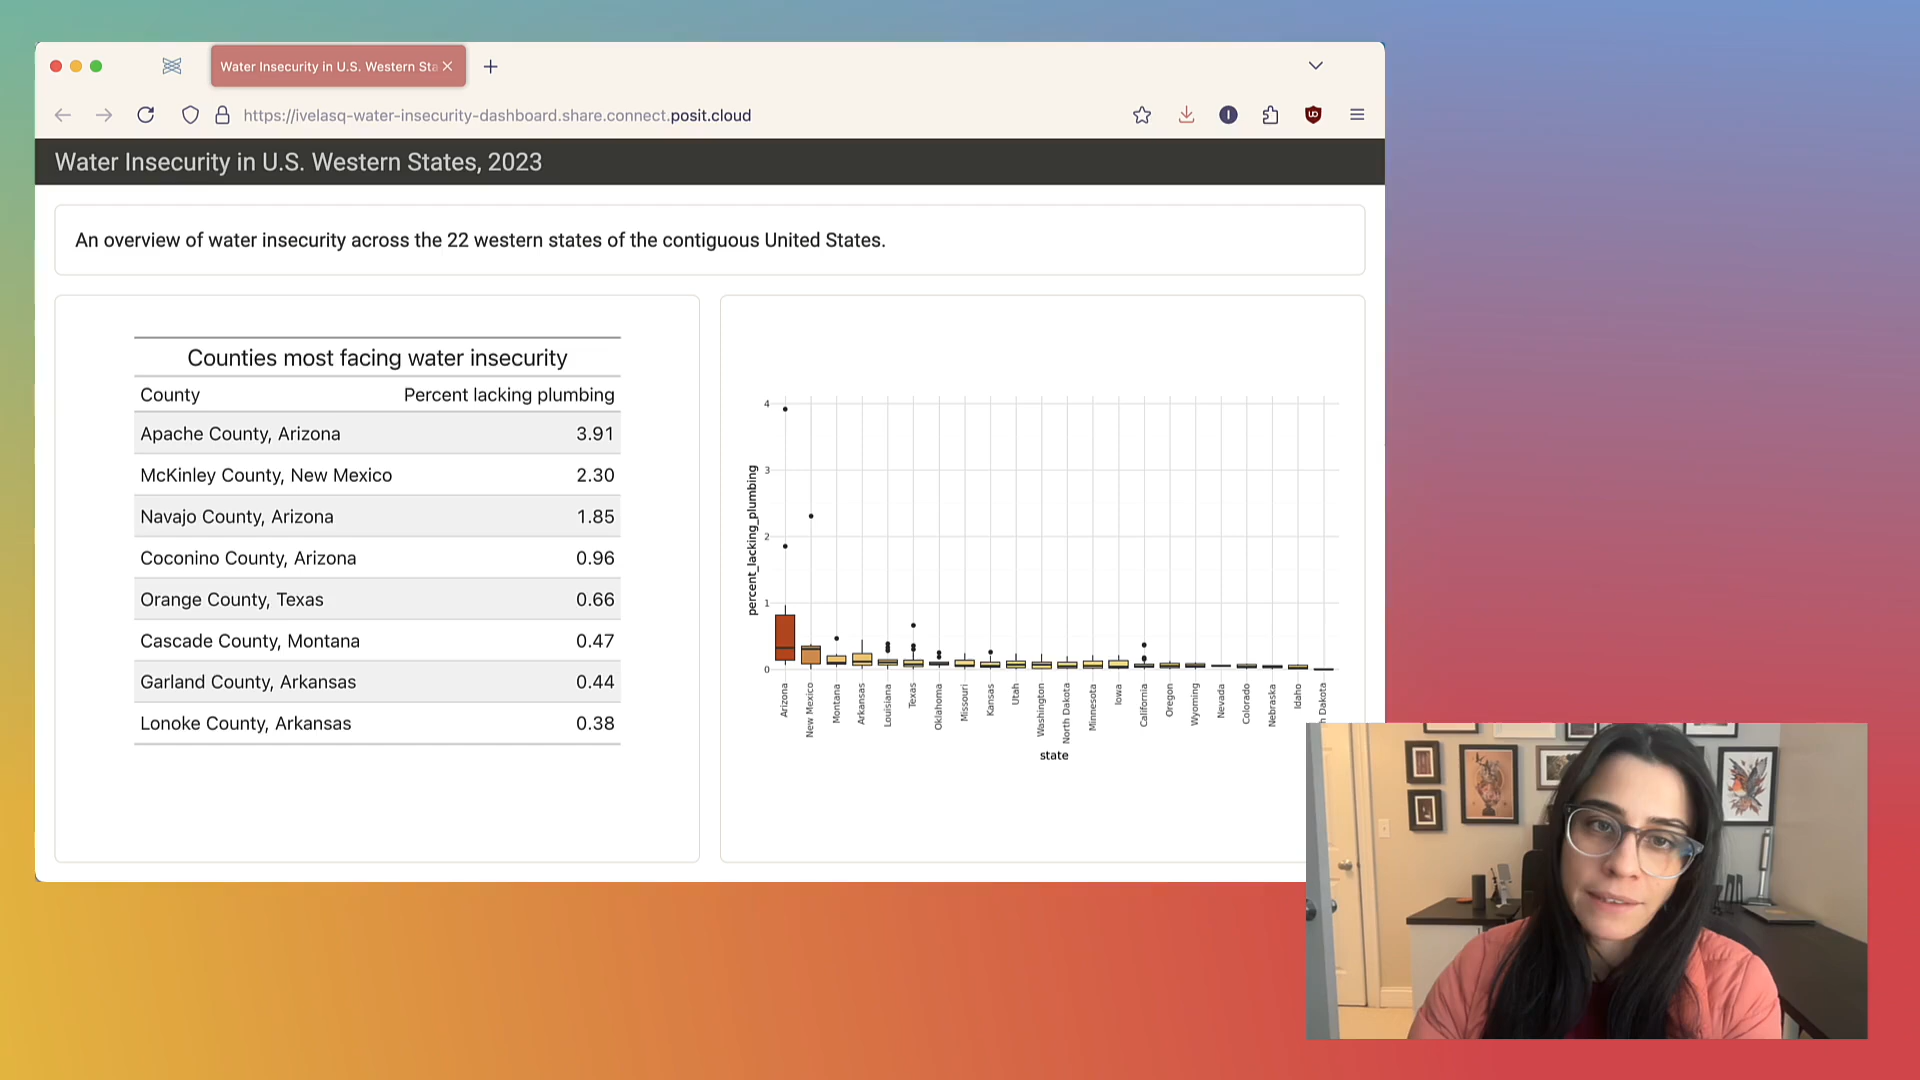 Water Insecurity in U.S. Western Sta
https://ivelasq-water-insecurity-dashboard.share.connect.posit.cloud
Water Insecurity in U.S. Western States, 2023
An overview of water insecurity across the 22 western states of the contiguous United States.
Counties most facing water insecurity
County Percent lacking plumbing
Apache County, Arizona 3.91
McKinley County, New Mexico 2.30
Navajo County, Arizona 1.85
Coconino County, Arizona 0.96
Orange County, Texas 0.66
Cascade County, Montana 0.47
Garland County, Arkansas 0.44
Lonoke County, Arkansas 0.38
percent_lacking_plumbing
4
3
2
1
0
Arizona
New Mexico
Montana
Arkansas
Louisiana
Texas
Oklahoma
Missouri
Kansas
Utah
Washington
North Dakota
Minnesota
Iowa
California
Oregon
Wyoming
Nevada
Colorado
Nebraska
Idaho
h Dakota
state